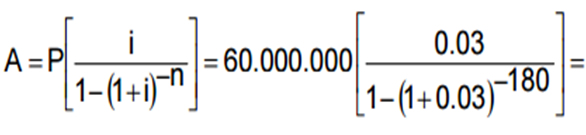 A = P[i / 1−(1+i)^−n] = 60.000.000[0.03 / 1−(1+0.03)^−180] =